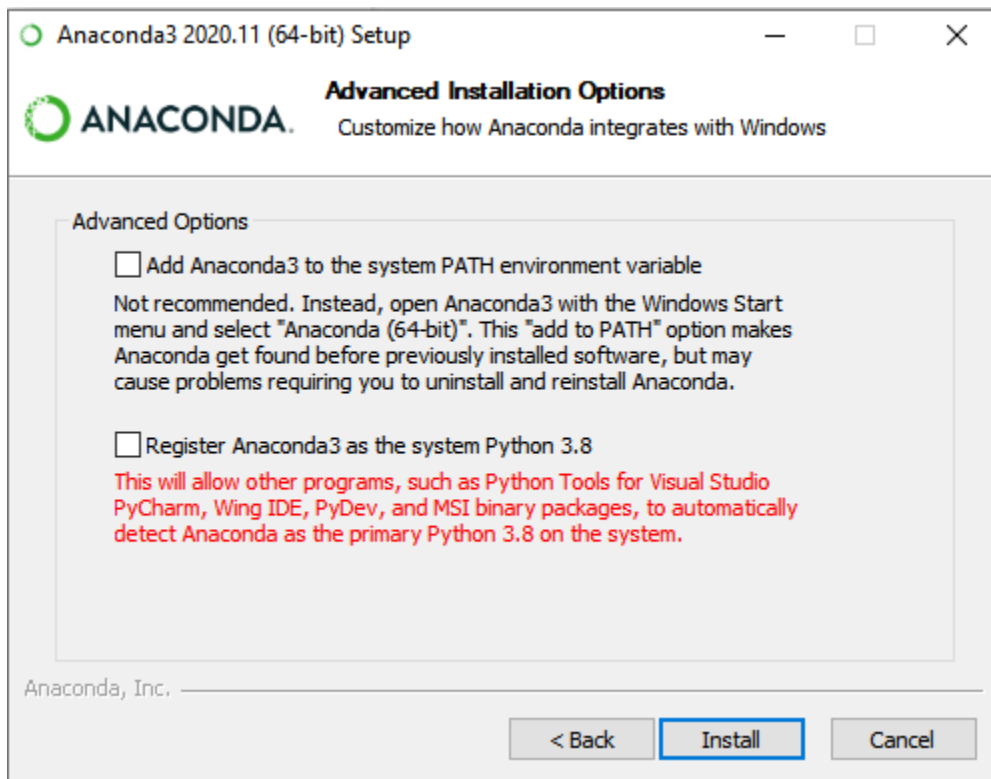 Anaconda3 2020.11 (64-bit) Setup
Advanced Installation Options
ANACONDA.
Customize how Anaconda integrates with Windows
Advanced Options
Add Anaconda3 to the system PATH environment variable
Not recommended. Instead, open Anaconda3 with the Windows Start
menu and select "Anaconda (64-bit)". This "add to PATH" option makes
Anaconda get found before previously installed software, but may
cause problems requiring you to uninstall and reinstall Anaconda.
Register Anaconda3 as the system Python 3.8
This will allow other programs, such as Python Tools for Visual Studio
PyCharm, Wing IDE, PyDev, and MSI binary packages, to automatically
detect Anaconda as the primary Python 3.8 on the system.
Anaconda, Inc.
< Back
Install
Cancel